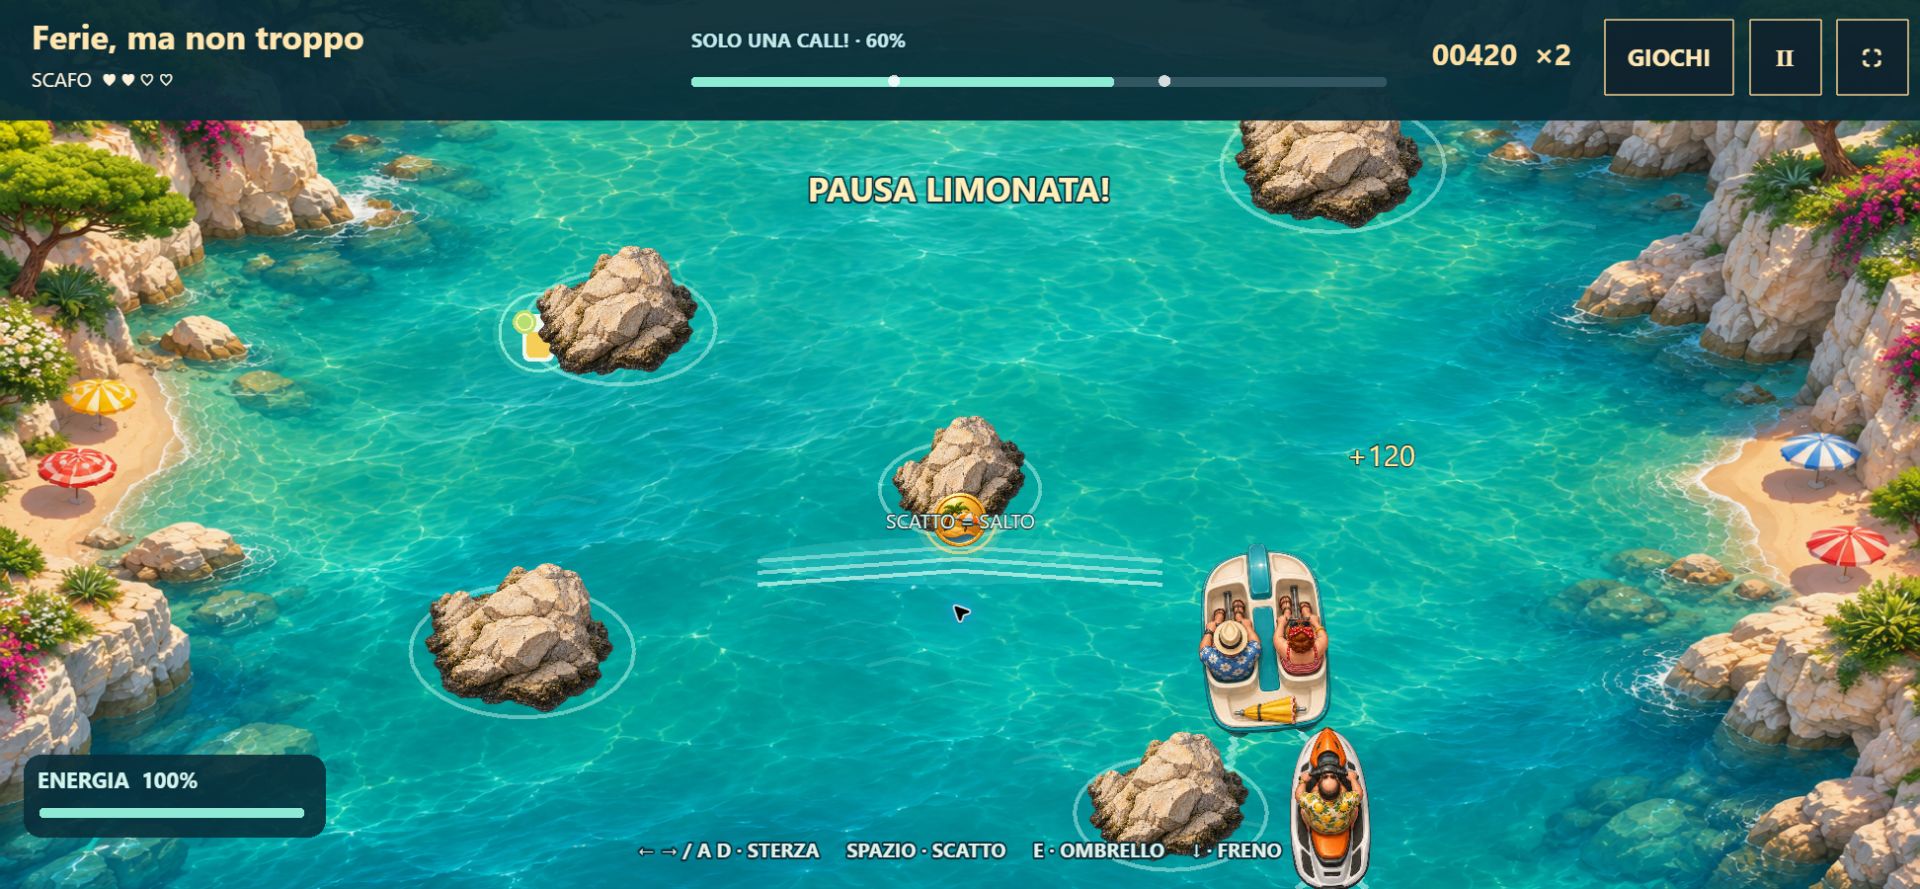 Ferie, ma non troppo
SCAFO ♥♥♡♡
SOLO UNA CALL! · 60%
00420 ×2
GIOCHI
II
PAUSA LIMONATA!
+120
SCATTO = SALTO
ENERGIA 100%
←→/ A D · STERZA SPAZIO · SCATTO E · OMBRELLO ↓ · FRENO